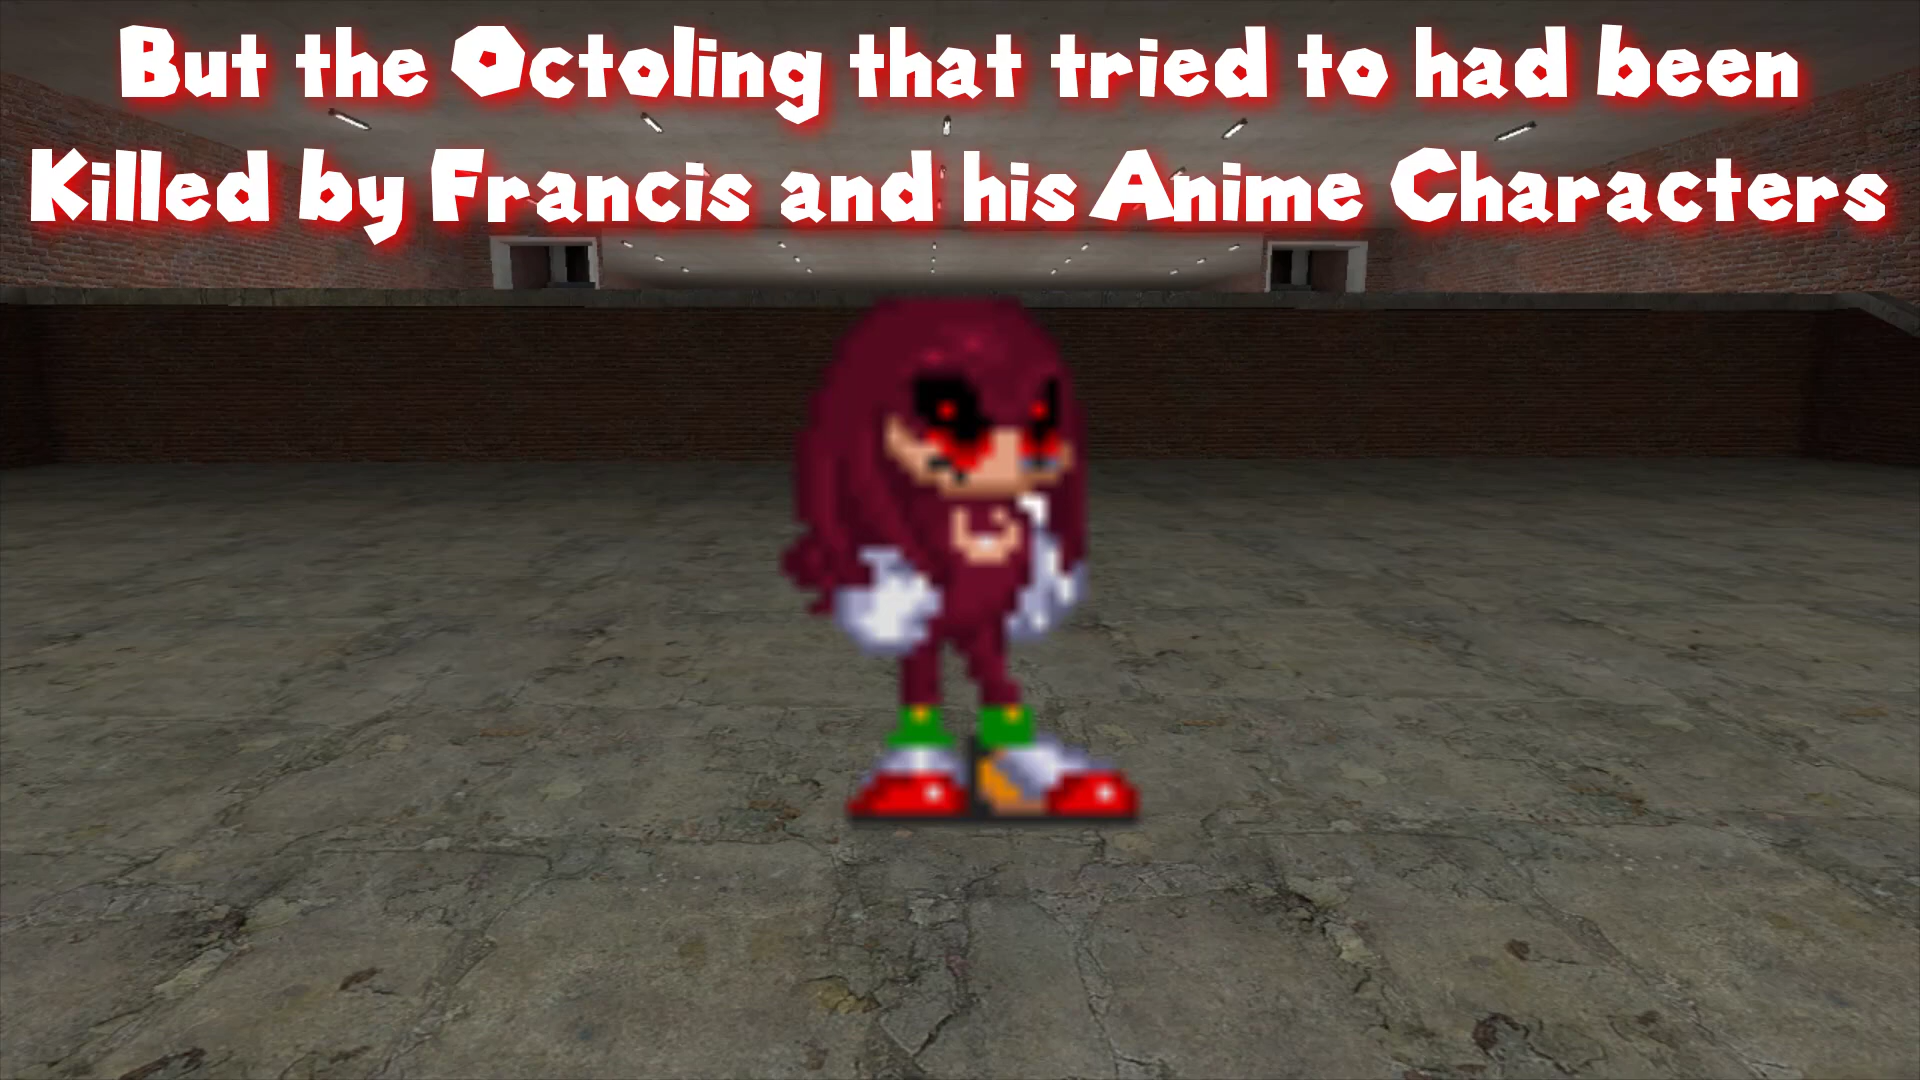 But the Octoling that tried to had been
Killed by Francis and his Anime Characters